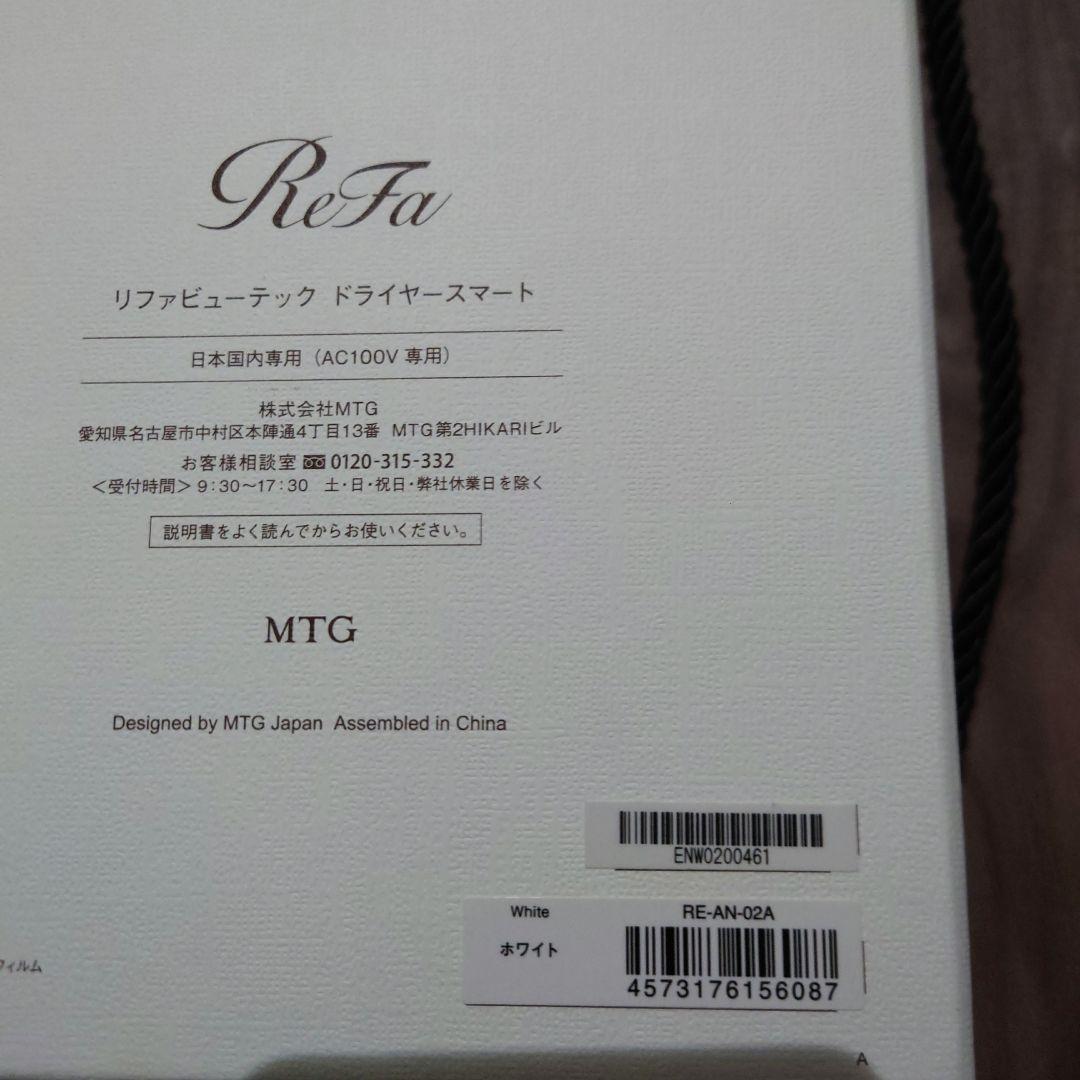 ReFa
リファビューテック ドライヤースマート
日本国内専用（AC100V 専用）
株式会社MTG
愛知県名古屋市中村区本陣通4丁目13番 MTG第2HIKARIビル
お客様相談室 0120-315-332
＜受付時間＞9:30〜17:30 土・日・祝日・弊社休業日を除く
説明書をよく読んでからお使いください。
MTG
Designed by MTG Japan Assembled in China
ENW0200461
White RE-AN-02A
ホワイト
4573176156087
フィルム
A